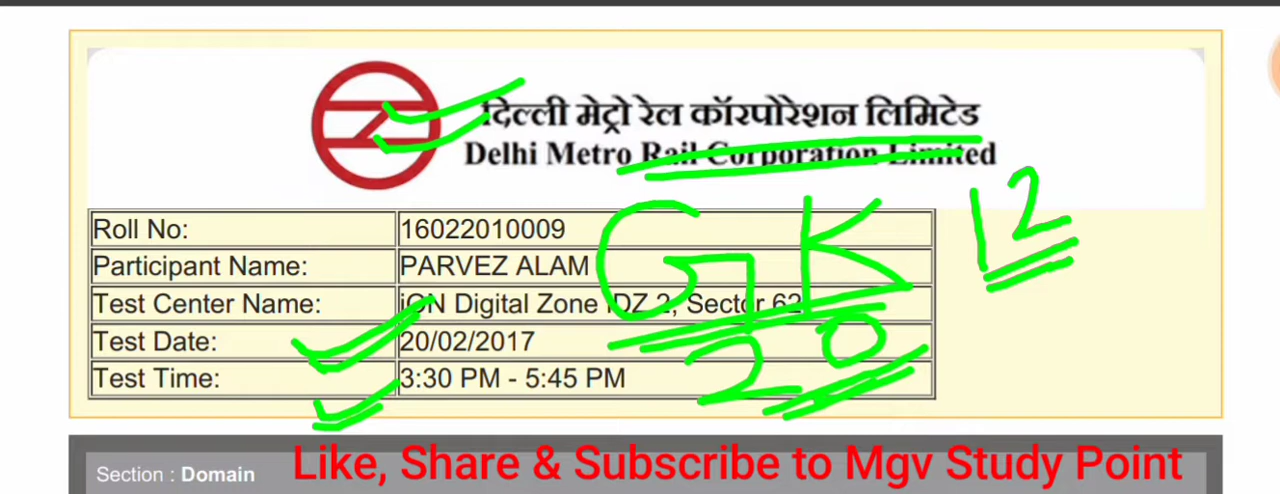 दिल्ली मेट्रो रेल कॉरपोरेशन लिमिटेड
Delhi Metro Rail Corporation Limited
12
Roll No: 16022010009
GK
Participant Name: PARVEZ ALAM
Test Center Name: iON Digital Zone iDZ 2, Sector 62
Test Date: 20/02/2017
20
Test Time: 3:30 PM - 5:45 PM
Section : Domain
Like, Share & Subscribe to Mgv Study Point